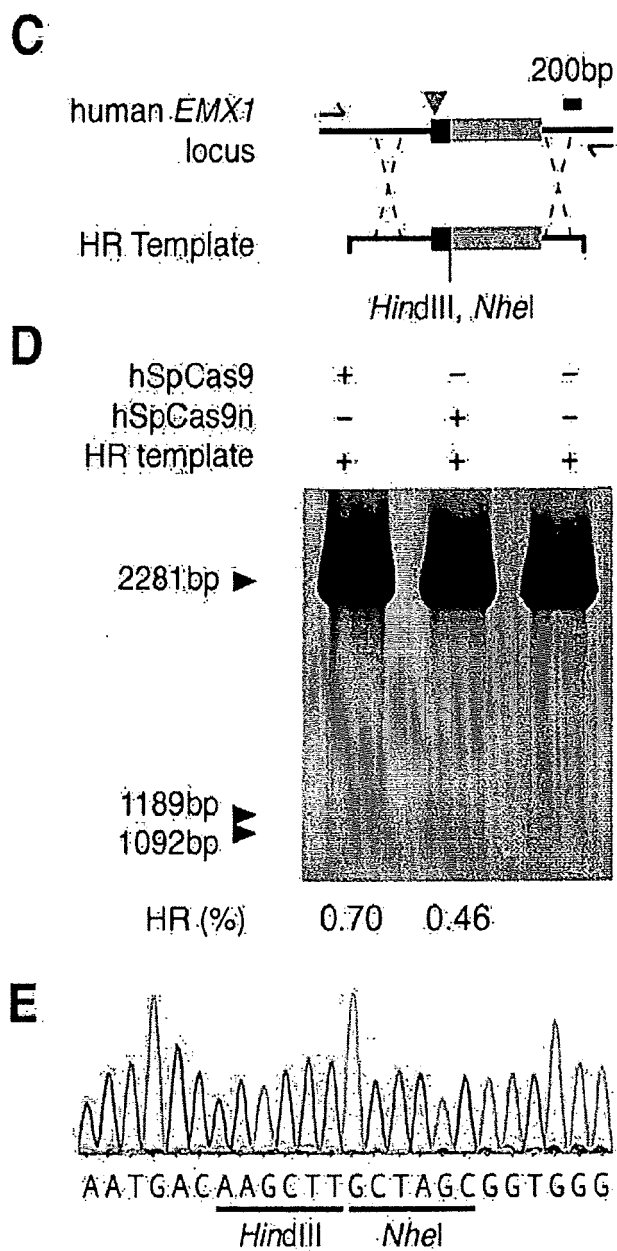 C
200bp
human EMX1
locus
HR Template
HindIII, NheI
D
hSpCas9 + – –
hSpCas9n – + –
HR template + + +
2281bp
1189bp
1092bp
HR (%) 0.70 0.46
E
AATGACAAGCTTGCTAGCGGTGGG
HindIII NheI